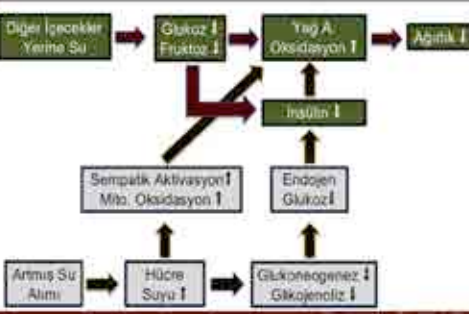 Diğer İçecekler
Yerine Su
Glukoz ⬇
Fruktoz ⬇
Yağ A.
Oksidasyon ⬆
Ağırlık ⬇
İnsülin ⬇
Sempatik Aktivasyon ⬆
Mito. Oksidasyon ⬆
Endojen
Glukoz ⬇
Artmış Su
Alımı
Hücre
Suyu ⬆
Glukoneogenez ⬇
Glikojenoliz ⬇